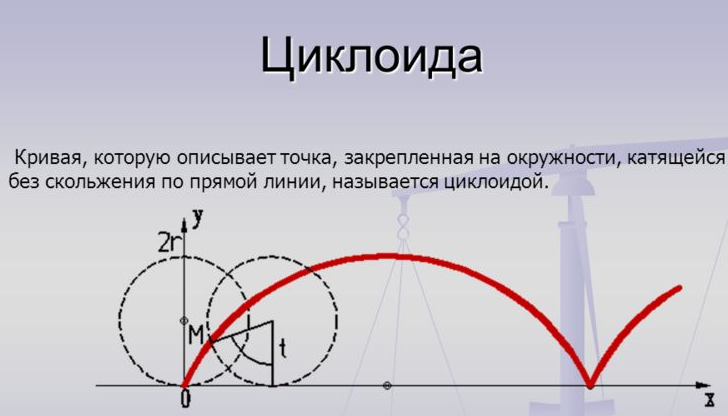 Циклоида
Кривая, которую описывает точка, закрепленная на окружности, катящейся
без скольжения по прямой линии, называется циклоидой.
y
2r
M
t
0
x